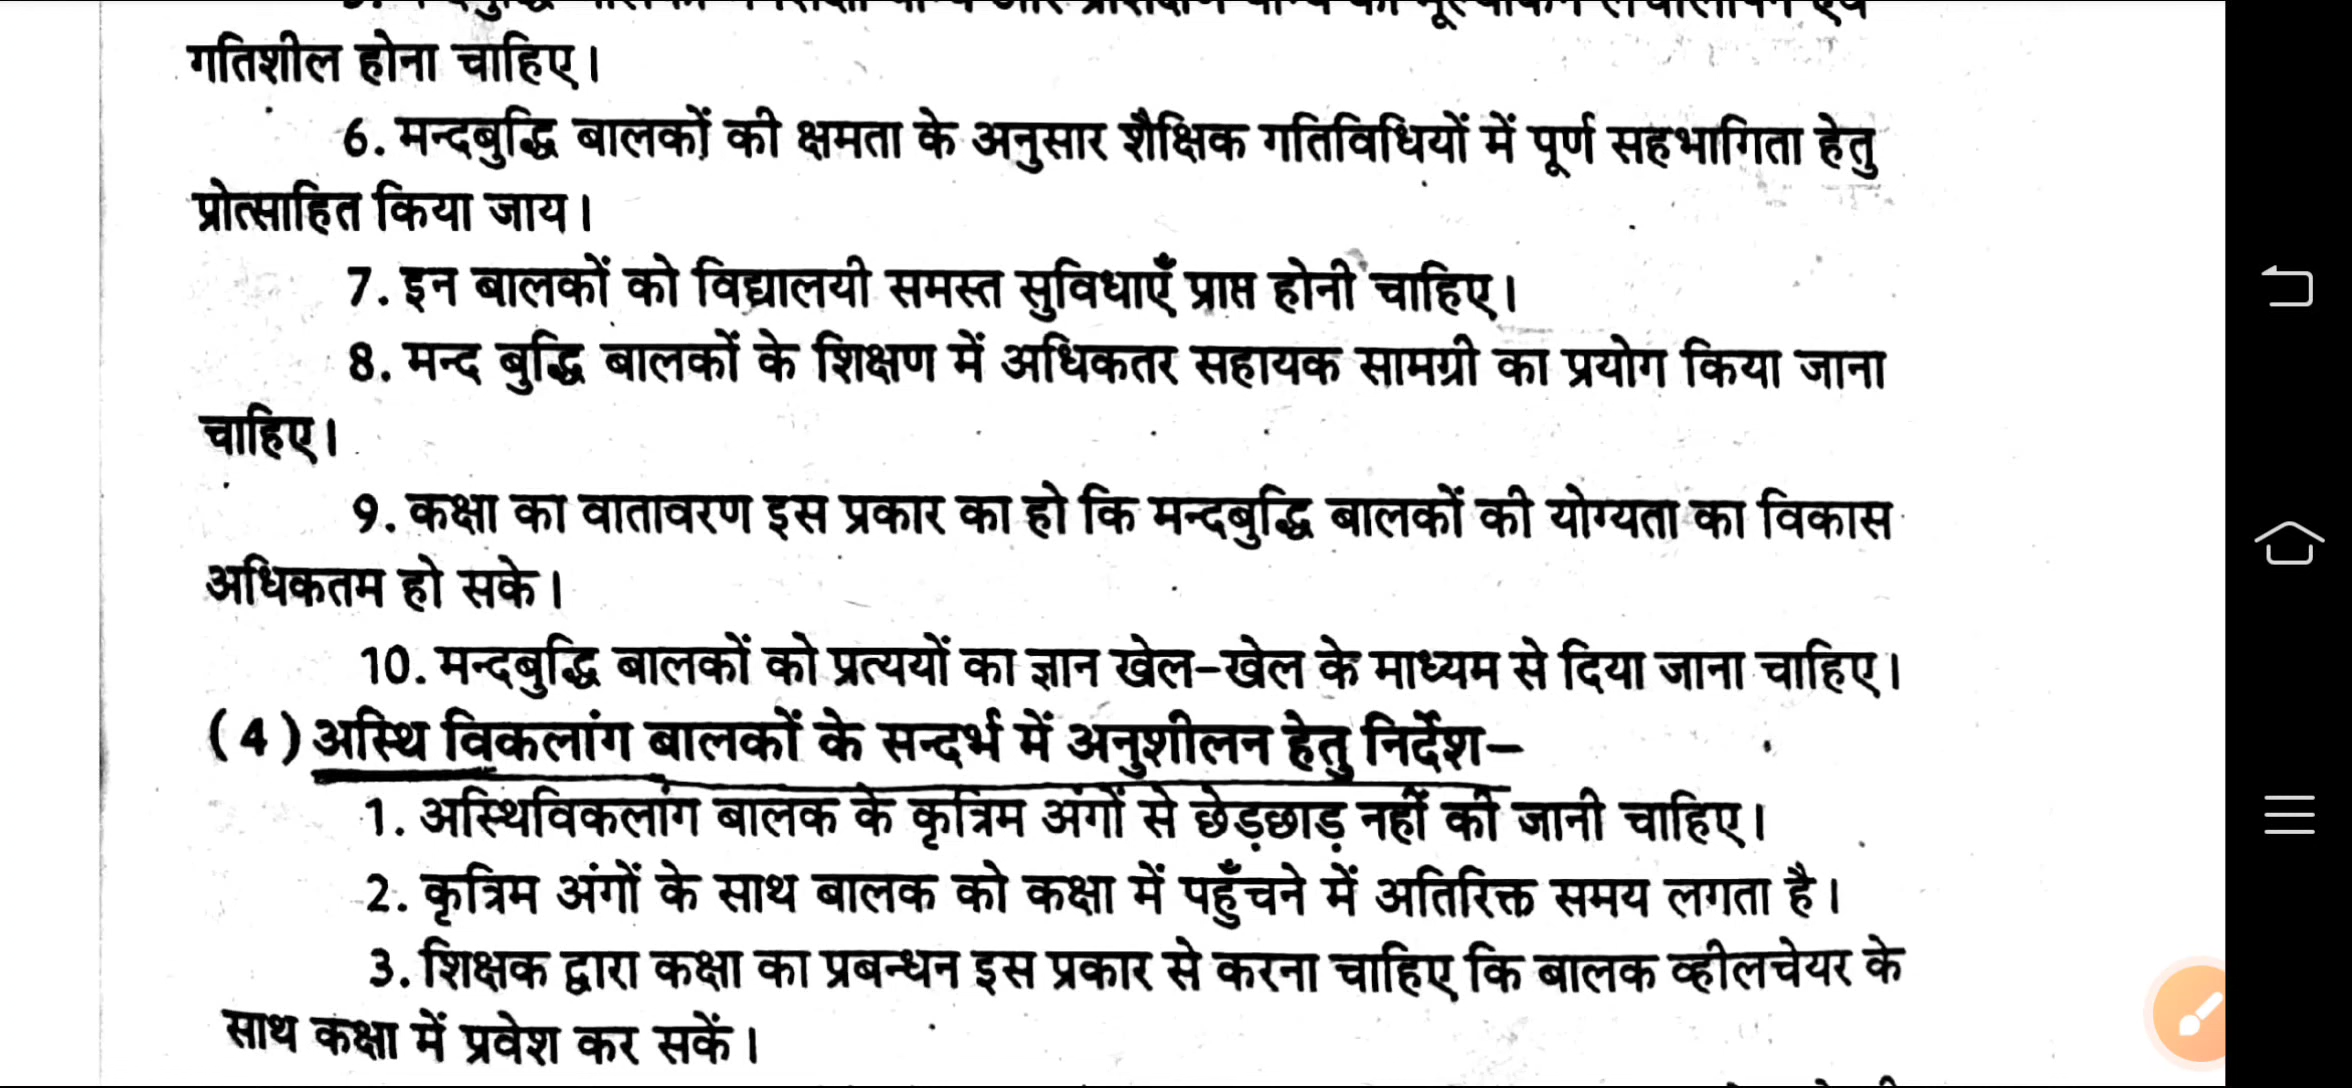 गतिशील होना चाहिए।
6. मन्दबुद्धि बालकों की क्षमता के अनुसार शैक्षिक गतिविधियों में पूर्ण सहभागिता हेतु
प्रोत्साहित किया जाय।
7. इन बालकों को विद्यालयी समस्त सुविधाएँ प्राप्त होनी चाहिए।
8. मन्द बुद्धि बालकों के शिक्षण में अधिकतर सहायक सामग्री का प्रयोग किया जाना
चाहिए।
9. कक्षा का वातावरण इस प्रकार का हो कि मन्दबुद्धि बालकों की योग्यता का विकास
अधिकतम हो सके।
10. मन्दबुद्धि बालकों को प्रत्ययों का ज्ञान खेल-खेल के माध्यम से दिया जाना चाहिए।
(4) अस्थि विकलांग बालकों के सन्दर्भ में अनुशीलन हेतु निर्देश–
1. अस्थिविकलांग बालक के कृत्रिम अंगों से छेड़छाड़ नहीं की जानी चाहिए।
2. कृत्रिम अंगों के साथ बालक को कक्षा में पहुँचने में अतिरिक्त समय लगता है।
3. शिक्षक द्वारा कक्षा का प्रबन्धन इस प्रकार से करना चाहिए कि बालक व्हीलचेयर के
साथ कक्षा में प्रवेश कर सकें।